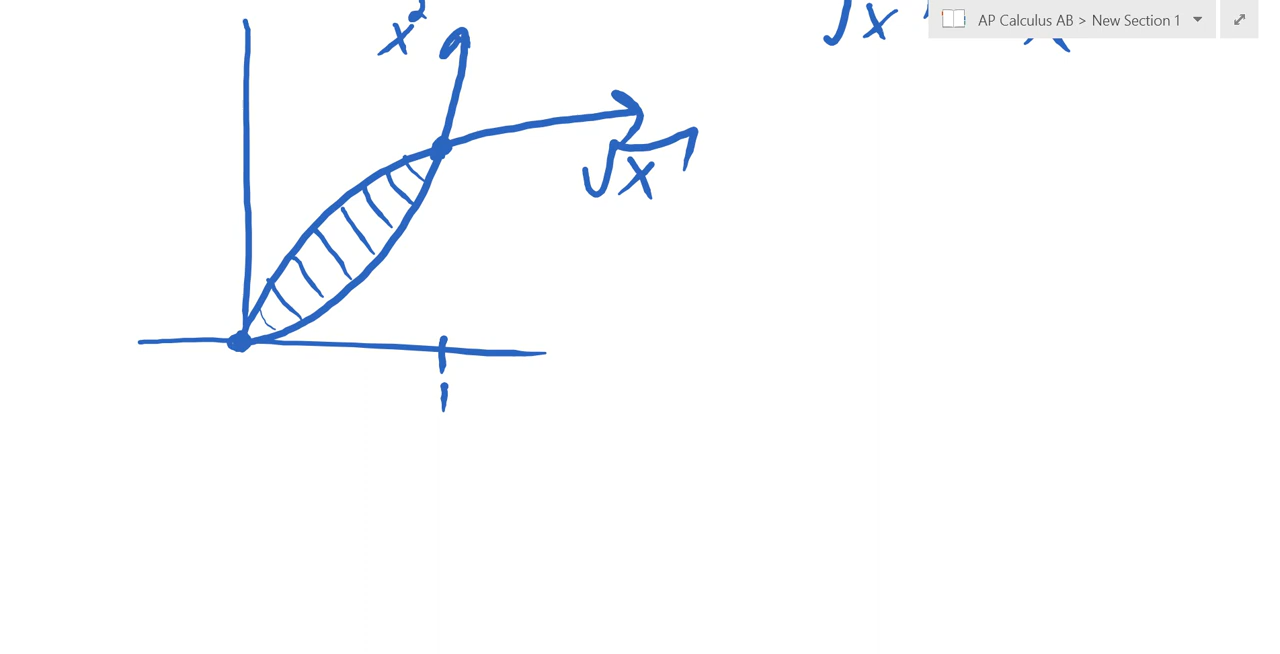 x²
√x
AP Calculus AB > New Section 1
√x
1